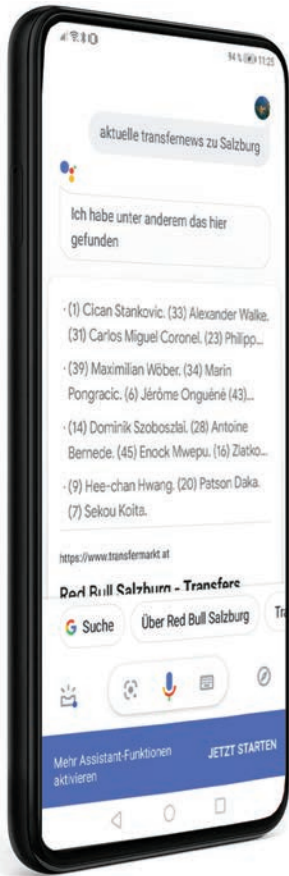 94 % 11:25
aktuelle transfernews zu Salzburg
Ich habe unter anderem das hier
gefunden
· (1) Cican Stankovic. (33) Alexander Walke.
(31) Carlos Miguel Coronel. (23) Philipp...
· (39) Maximilian Wöber. (34) Marin
Pongracic. (6) Jérôme Onguéné (43)...
· (14) Dominik Szoboszlai. (28) Antoine
Bernede. (45) Enock Mwepu. (16) Zlatko...
· (9) Hee-chan Hwang. (20) Patson Daka.
(7) Sekou Koita.
https://www.transfermarkt at
Red Bull Salzburg - Transfers
G Suche Über Red Bull Salzburg Tra
Mehr Assistant-Funktionen
aktivieren
JETZT STARTEN